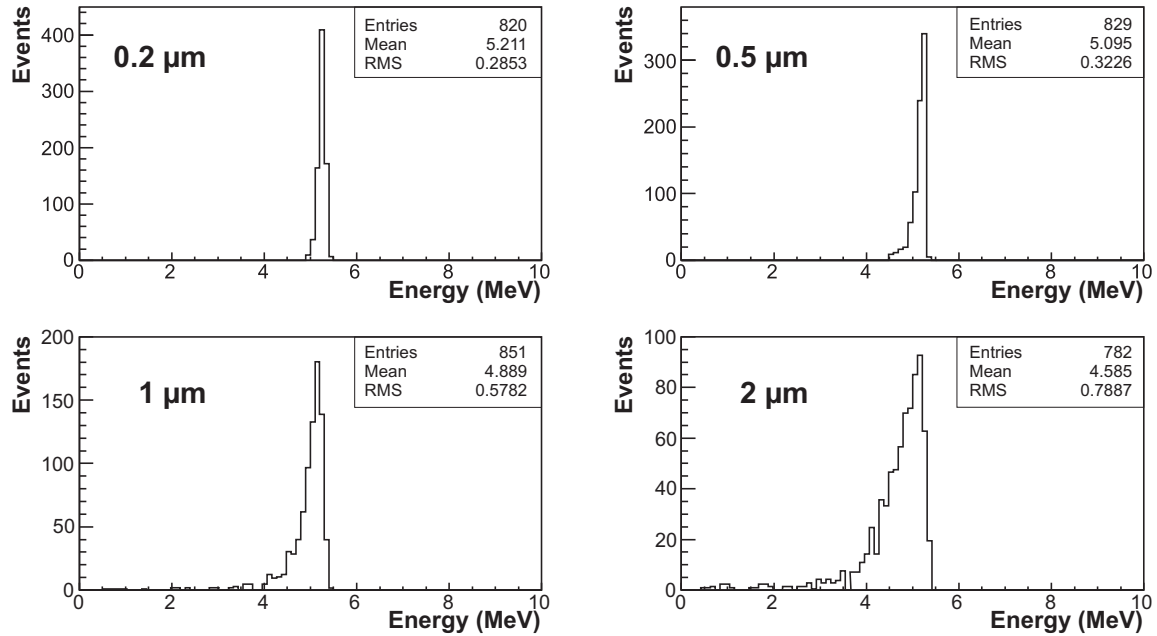 Events
400
300
200
100
0
0.2 µm
Entries 820
Mean 5.211
RMS 0.2853
0 2 4 6 8 10
Energy (MeV)
Events
300
200
100
0
0.5 µm
Entries 829
Mean 5.095
RMS 0.3226
0 2 4 6 8 10
Energy (MeV)
Events
200
150
100
50
0
1 µm
Entries 851
Mean 4.889
RMS 0.5782
0 2 4 6 8 10
Energy (MeV)
Events
100
80
60
40
20
0
2 µm
Entries 782
Mean 4.585
RMS 0.7887
0 2 4 6 8 10
Energy (MeV)